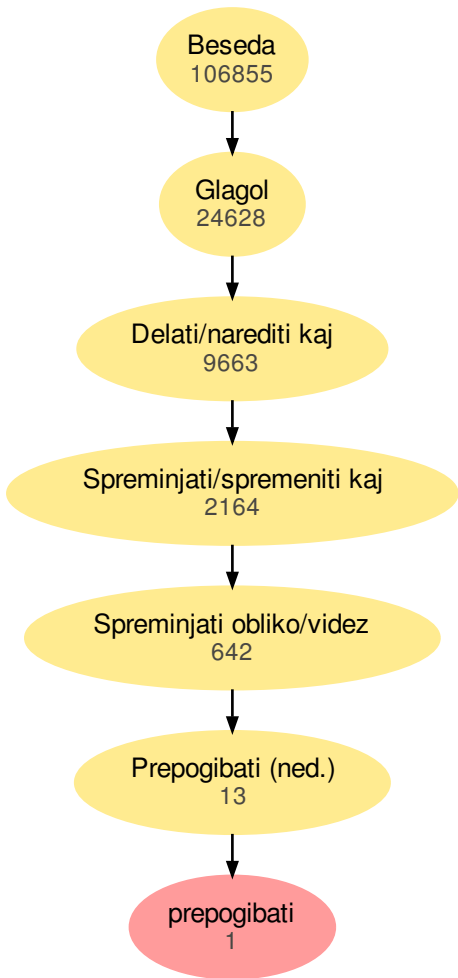 Beseda
106855
Glagol
24628
Delati/narediti kaj
9663
Spreminjati/spremeniti kaj
2164
Spreminjati obliko/videz
642
Prepogibati (ned.)
13
prepogibati
1